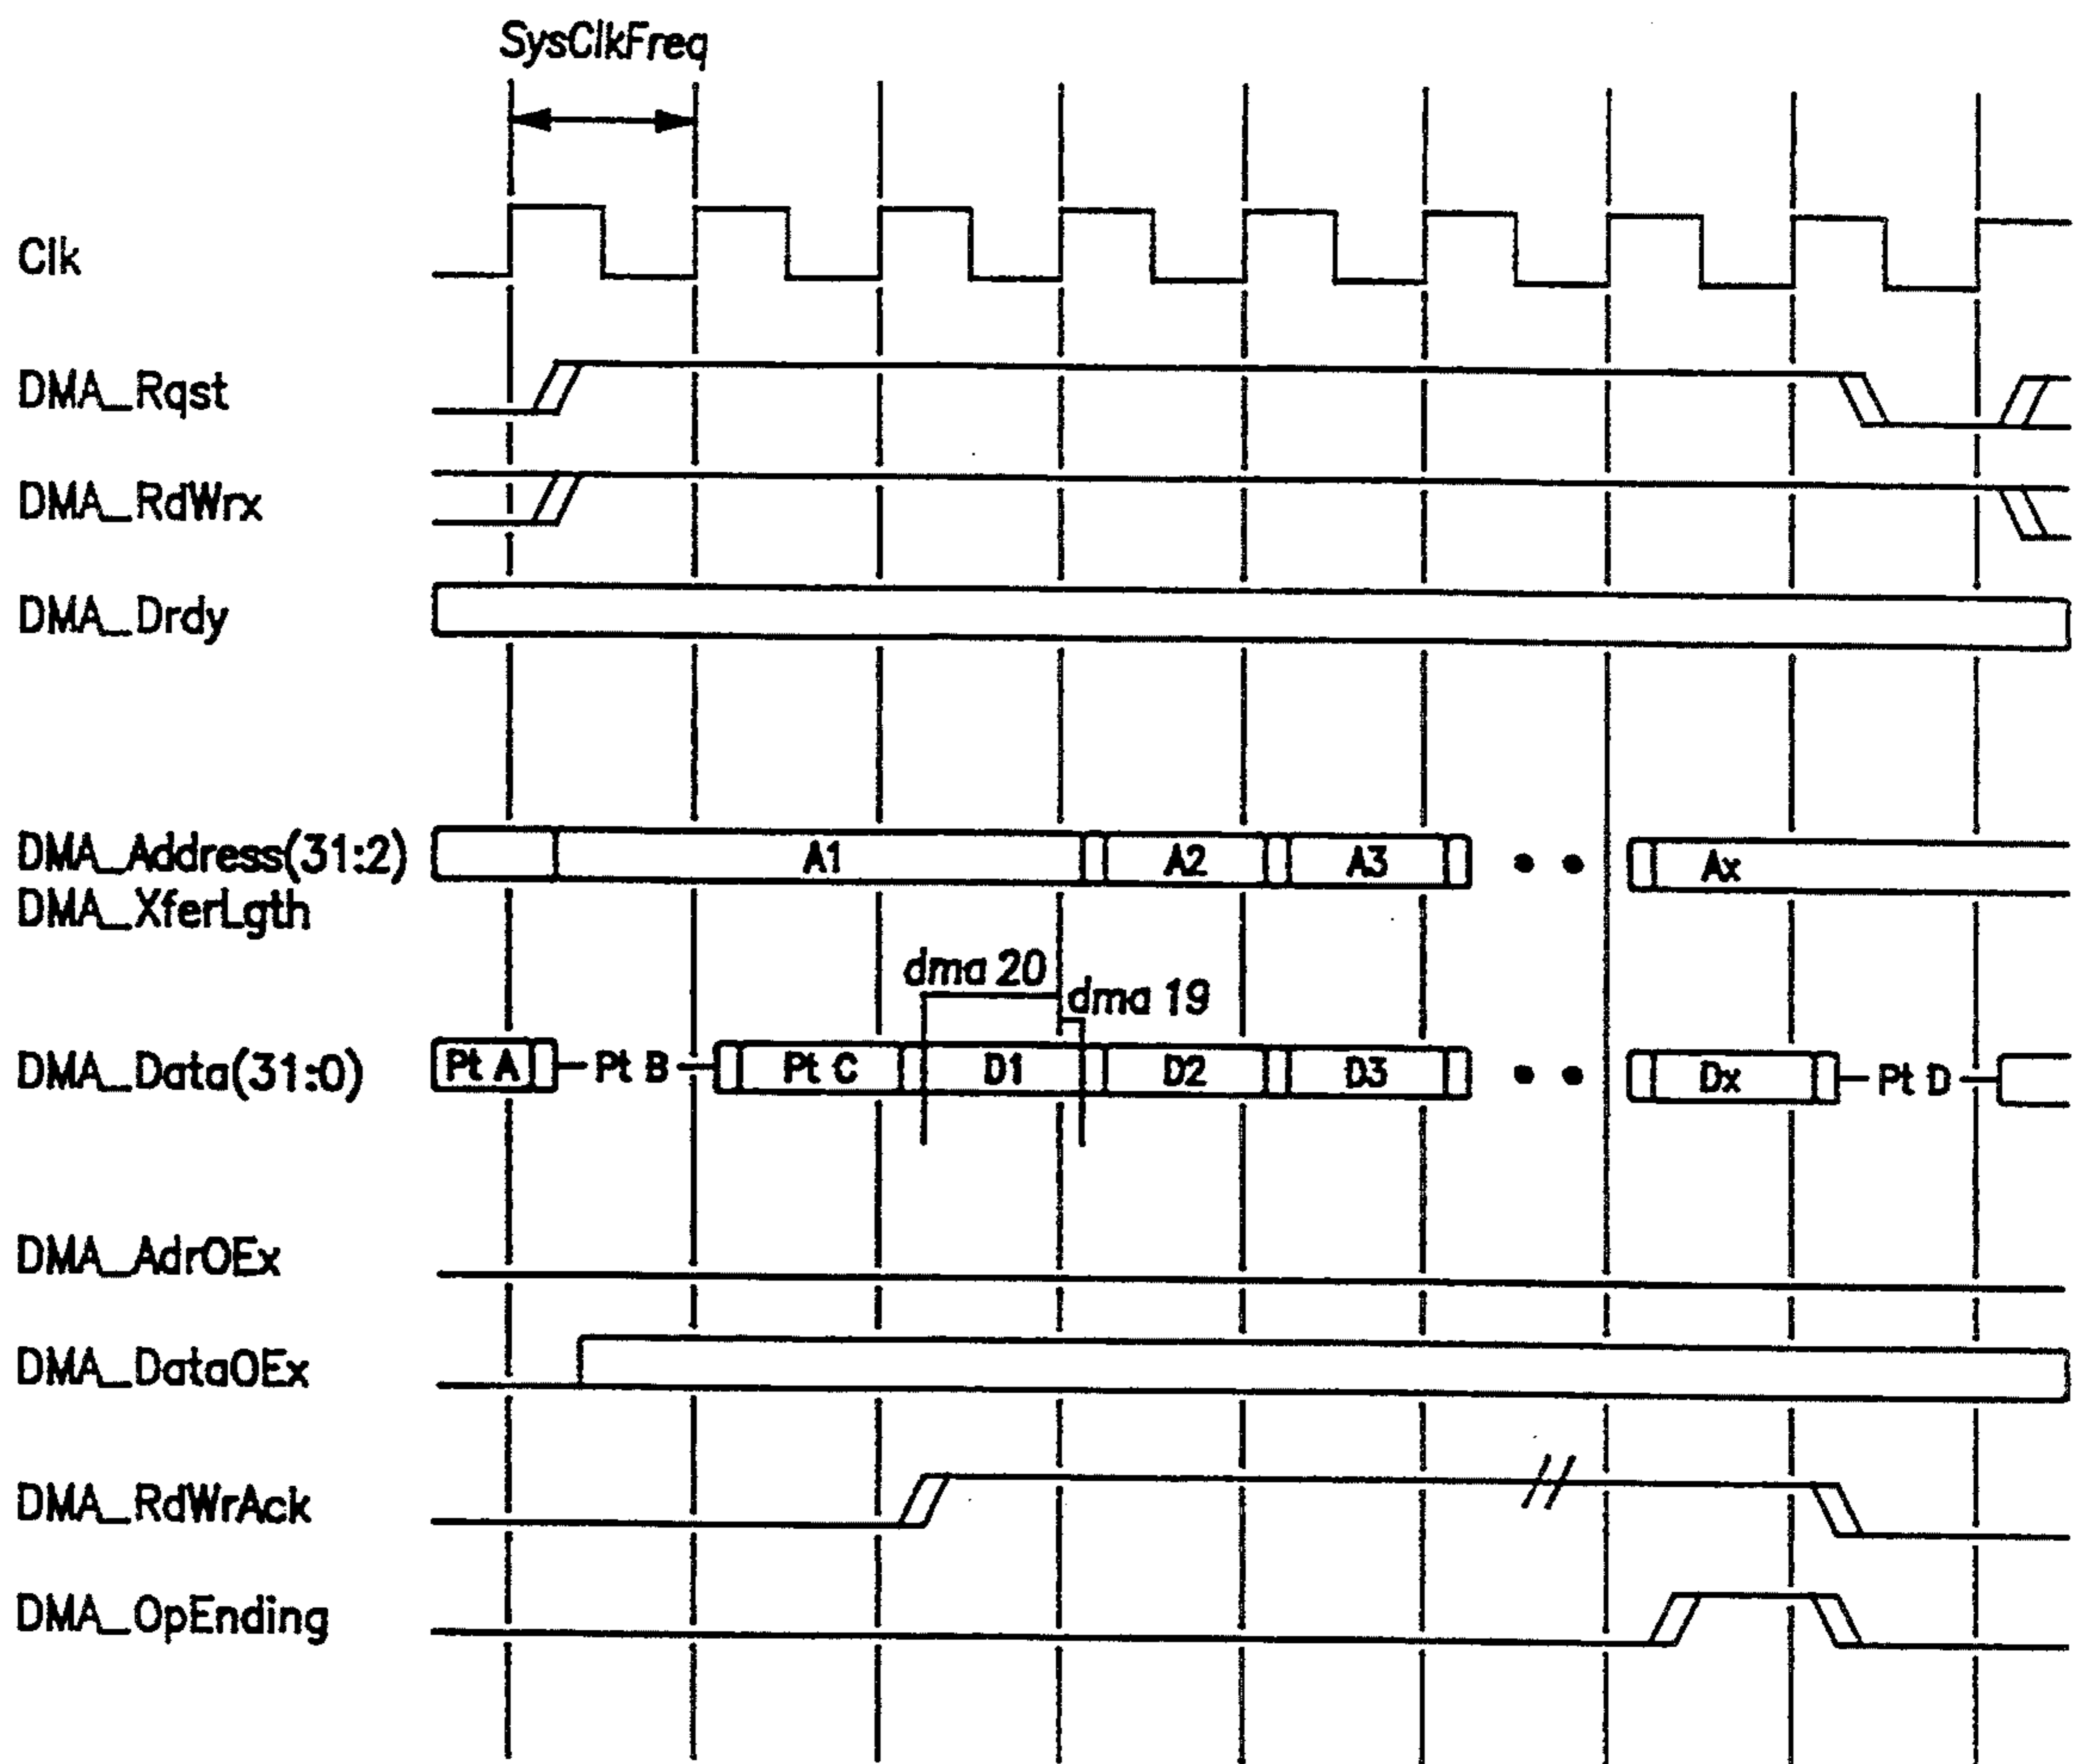 SysClkFreq
Clk
DMA_Rqst
DMA_RdWrx
DMA_Drdy
DMA_Address(31:2) A1 A2 A3 Ax
DMA_XferLgth
dma 20
dma 19
DMA_Data(31:0) Pt A Pt B Pt C D1 D2 D3 Dx Pt D
DMA_AdrOEx
DMA_DataOEx
DMA_RdWrAck
DMA_OpEnding